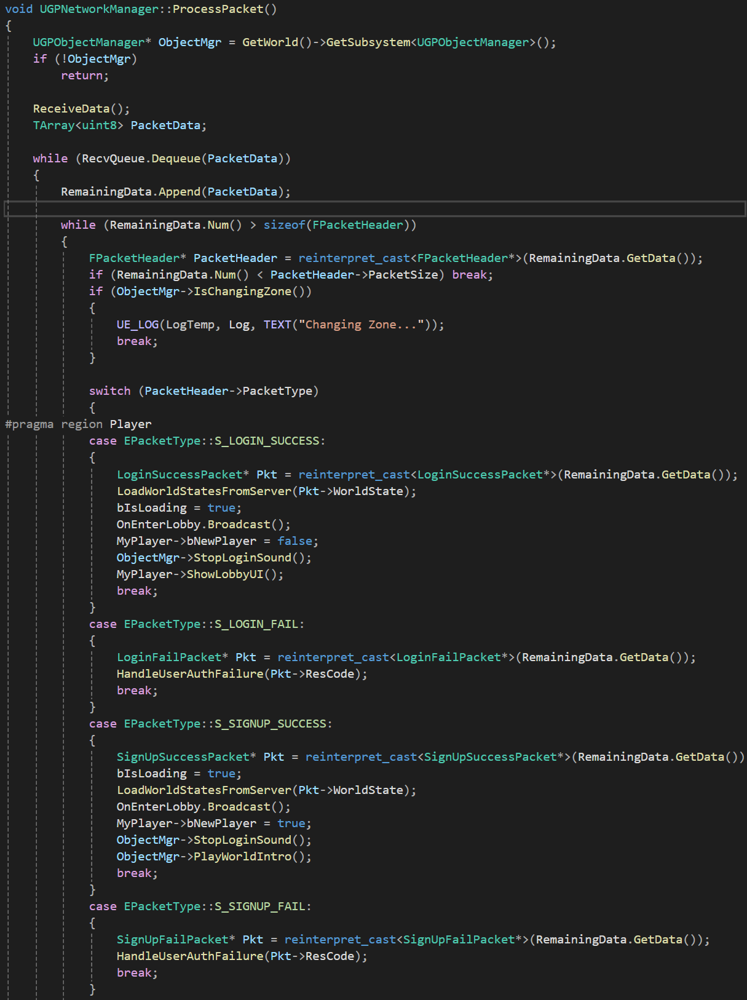 void UGPNetworkManager::ProcessPacket()
{
    UGPObjectManager* ObjectMgr = GetWorld()->GetSubsystem<UGPObjectManager>();
    if (!ObjectMgr)
        return;

    ReceiveData();
    TArray<uint8> PacketData;

    while (RecvQueue.Dequeue(PacketData))
    {
        RemainingData.Append(PacketData);

        while (RemainingData.Num() > sizeof(FPacketHeader))
        {
            FPacketHeader* PacketHeader = reinterpret_cast<FPacketHeader*>(RemainingData.GetData());
            if (RemainingData.Num() < PacketHeader->PacketSize) break;
            if (ObjectMgr->IsChangingZone())
            {
                UE_LOG(LogTemp, Log, TEXT("Changing Zone..."));
                break;
            }

            switch (PacketHeader->PacketType)
            {
#pragma region Player
            case EPacketType::S_LOGIN_SUCCESS:
            {
                LoginSuccessPacket* Pkt = reinterpret_cast<LoginSuccessPacket*>(RemainingData.GetData());
                LoadWorldStatesFromServer(Pkt->WorldState);
                bIsLoading = true;
                OnEnterLobby.Broadcast();
                MyPlayer->bNewPlayer = false;
                ObjectMgr->StopLoginSound();
                MyPlayer->ShowLobbyUI();
                break;
            }
            case EPacketType::S_LOGIN_FAIL:
            {
                LoginFailPacket* Pkt = reinterpret_cast<LoginFailPacket*>(RemainingData.GetData());
                HandleUserAuthFailure(Pkt->ResCode);
                break;
            }
            case EPacketType::S_SIGNUP_SUCCESS:
            {
                SignUpSuccessPacket* Pkt = reinterpret_cast<SignUpSuccessPacket*>(RemainingData.GetData())
                bIsLoading = true;
                LoadWorldStatesFromServer(Pkt->WorldState);
                OnEnterLobby.Broadcast();
                MyPlayer->bNewPlayer = true;
                ObjectMgr->StopLoginSound();
                ObjectMgr->PlayWorldIntro();
                break;
            }
            case EPacketType::S_SIGNUP_FAIL:
            {
                SignUpFailPacket* Pkt = reinterpret_cast<SignUpFailPacket*>(RemainingData.GetData());
                HandleUserAuthFailure(Pkt->ResCode);
                break;
            }